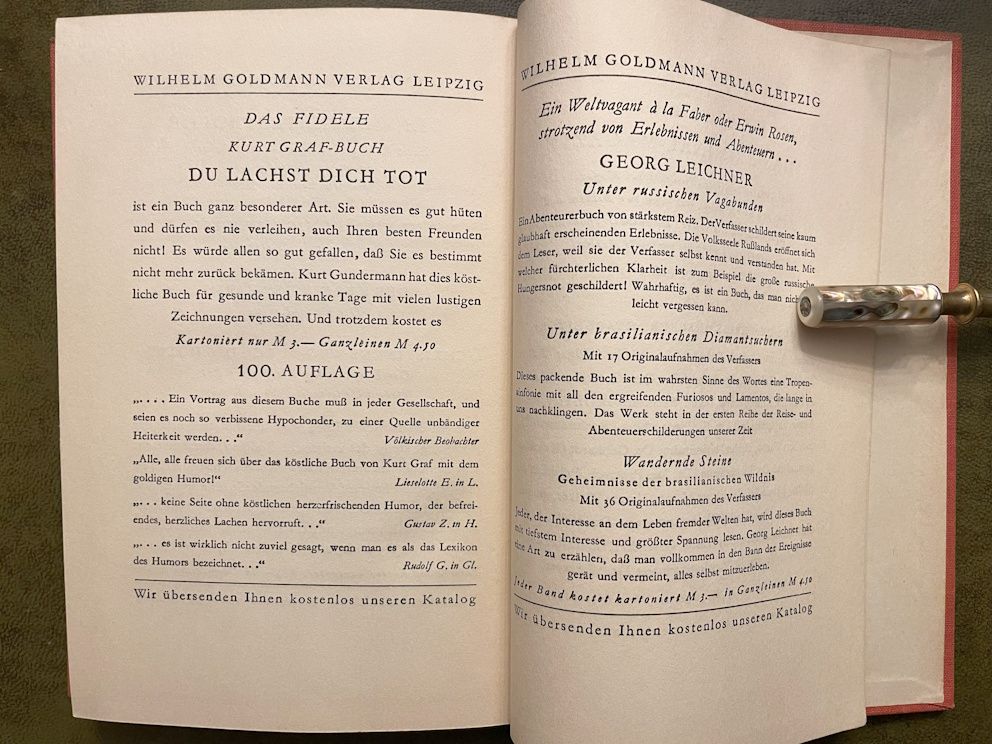 WILHELM GOLDMANN VERLAG LEIPZIG
DAS FIDELE
KURT GRAF-BUCH
DU LACHST DICH TOT
ist ein Buch ganz besonderer Art. Sie müssen es gut hüten
und dürfen es nie verleihen, auch Ihren besten Freunden
nicht! Es würde allen so gut gefallen, daß Sie es bestimmt
nicht mehr zurück bekämen. Kurt Gundermann hat dies köst-
liche Buch für gesunde und kranke Tage mit vielen lustigen
Zeichnungen versehen. Und trotzdem kostet es
Kartoniert nur M 3.— Ganzleinen M 4.50
100. AUFLAGE
„. . . . Ein Vortrag aus diesem Buche muß in jeder Gesellschaft, und
seien es noch so verbissene Hypochonder, zu einer Quelle unbändiger
Heiterkeit werden. . .“ Völkischer Beobachter
„Alle, alle freuen sich über das köstliche Buch von Kurt Graf mit dem
goldigen Humor!“ Lieselotte E. in L.
„. . . keine Seite ohne köstlichen herzerfrischenden Humor, der befrei-
endes, herzliches Lachen hervorruft. . .“ Gustav Z. in H.
„. . . es ist wirklich nicht zuviel gesagt, wenn man es als das Lexikon
des Humors bezeichnet. . .“ Rudolf G. in Gl.
Wir übersenden Ihnen kostenlos unseren Katalog
WILHELM GOLDMANN VERLAG LEIPZIG
Ein Weltvagant à la Faber oder Erwin Rosen,
strotzend von Erlebnissen und Abenteuern . . .
GEORG LEICHNER
Unter russischen Vagabunden
Ein Abenteurerbuch von stärkstem Reiz. Der Verfasser schildert seine kaum
glaubhaft erscheinenden Erlebnisse. Die Volksseele Rußlands eröffnet sich
dem Leser, weil sie der Verfasser selbst kennt und verstanden hat. Mit
welcher fürchterlichen Klarheit ist zum Beispiel die große russische
Hungersnot geschildert! Wahrhaftig, es ist ein Buch, das man nicht
leicht vergessen kann.
Unter brasilianischen Diamantsuchern
Mit 17 Originalaufnahmen des Verfassers
Dieses packende Buch ist im wahrsten Sinne des Wortes eine Tropen-
sinfonie mit all den ergreifenden Furiosos und Lamentos, die lange in
uns nachklingen. Das Werk steht in der ersten Reihe der Reise- und
Abenteuerschilderungen unserer Zeit
Wandernde Steine
Geheimnisse der brasilianischen Wildnis
Mit 36 Originalaufnahmen des Verfassers
Jeder, der Interesse an dem Leben fremder Welten hat, wird dieses Buch
mit tiefstem Interesse und größter Spannung lesen. Georg Leichner hat
eine Art zu erzählen, daß man vollkommen in den Bann der Ereignisse
gerät und vermeint, alles selbst mitzuerleben.
Jeder Band kostet kartoniert M 3.— in Ganzleinen M 4.50
Wir übersenden Ihnen kostenlos unseren Katalog